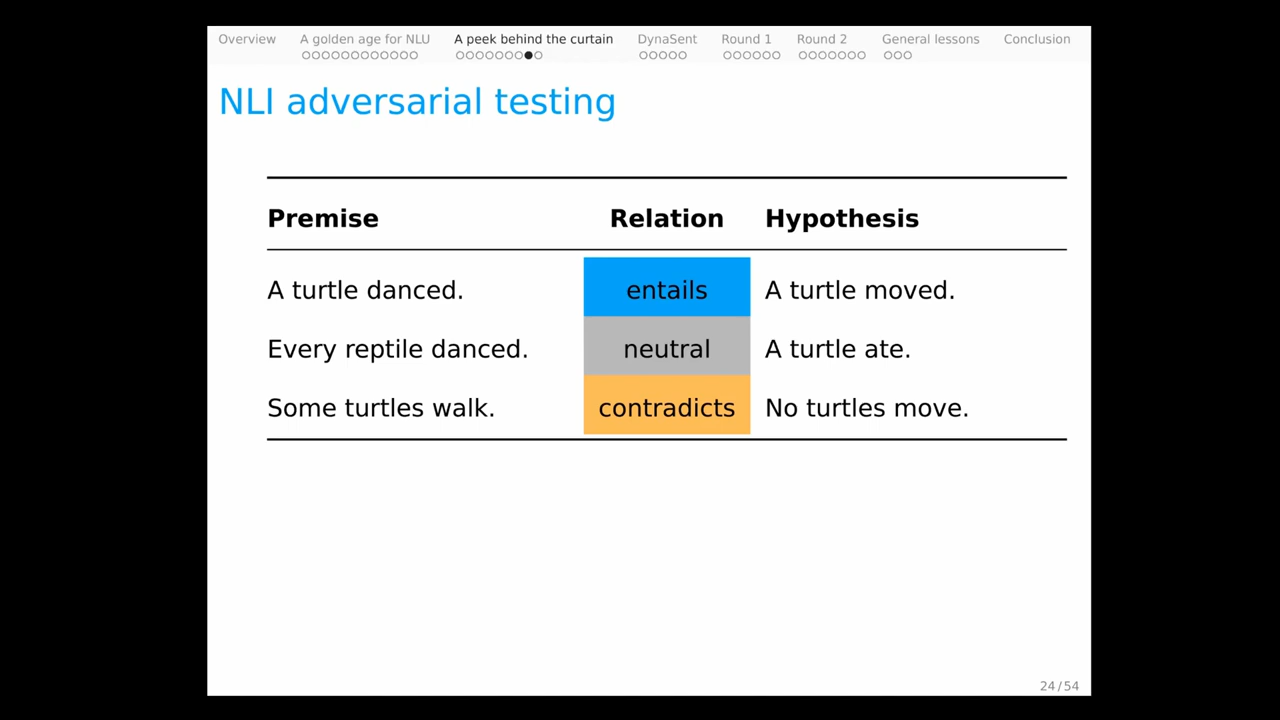 Overview A golden age for NLU A peek behind the curtain DynaSent Round 1 Round 2 General lessons Conclusion
NLI adversarial testing
Premise Relation Hypothesis
A turtle danced. entails A turtle moved.
Every reptile danced. neutral A turtle ate.
Some turtles walk. contradicts No turtles move.
24/54